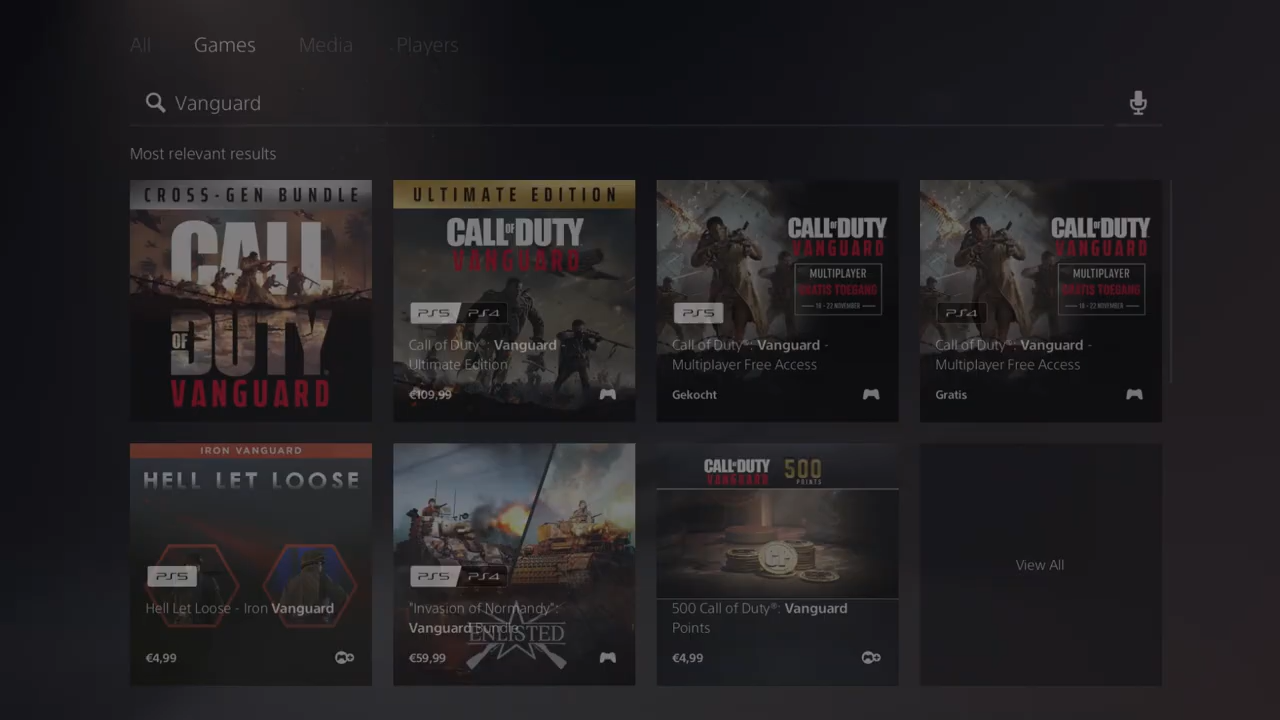 All Games Media Players
Vanguard
Most relevant results
CROSS-GEN BUNDLE
CALL
OF DUTY
VANGUARD
ULTIMATE EDITION
CALL OF DUTY
VANGUARD
PS5 PS4
Call of Duty®: Vanguard -
Ultimate Edition
€109,99
CALL OF DUTY
VANGUARD
MULTIPLAYER
GRATIS TOEGANG
18 - 22 NOVEMBER
PS5
Call of Duty®: Vanguard -
Multiplayer Free Access
Gekocht
CALL OF DUTY
VANGUARD
MULTIPLAYER
GRATIS TOEGANG
18 - 22 NOVEMBER
PS4
Call of Duty®: Vanguard -
Multiplayer Free Access
Gratis
IRON VANGUARD
HELL LET LOOSE
PS5
Hell Let Loose - Iron Vanguard
€4,99
PS5 PS4
"Invasion of Normandy":
Vanguard Bundle
ENLISTED
€59,99
CALL OF DUTY
VANGUARD
500
POINTS
CP
500 Call of Duty®: Vanguard
Points
€4,99
View All